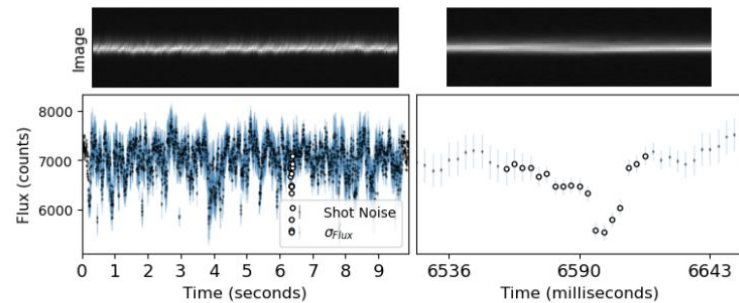 Image
8000
7000
6000
Flux (counts)
Shot Noise
σFlux
0 1 2 3 4 5 6 7 8 9
6536 6590 6643
Time (seconds)
Time (milliseconds)